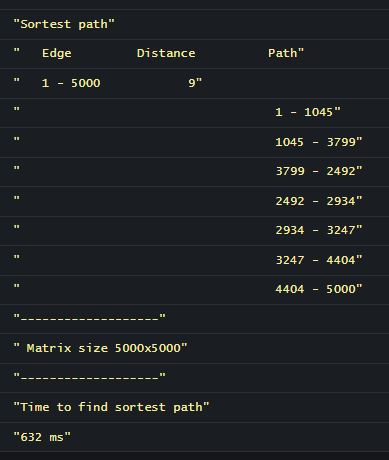 "Sortest path"
"   Edge         Distance          Path"
"   1 - 5000            9"
"                                   1 - 1045"
"                                   1045 - 3799"
"                                   3799 - 2492"
"                                   2492 - 2934"
"                                   2934 - 3247"
"                                   3247 - 4404"
"                                   4404 - 5000"
"-------------------"
" Matrix size 5000x5000"
"-------------------"
"Time to find sortest path"
"632 ms"